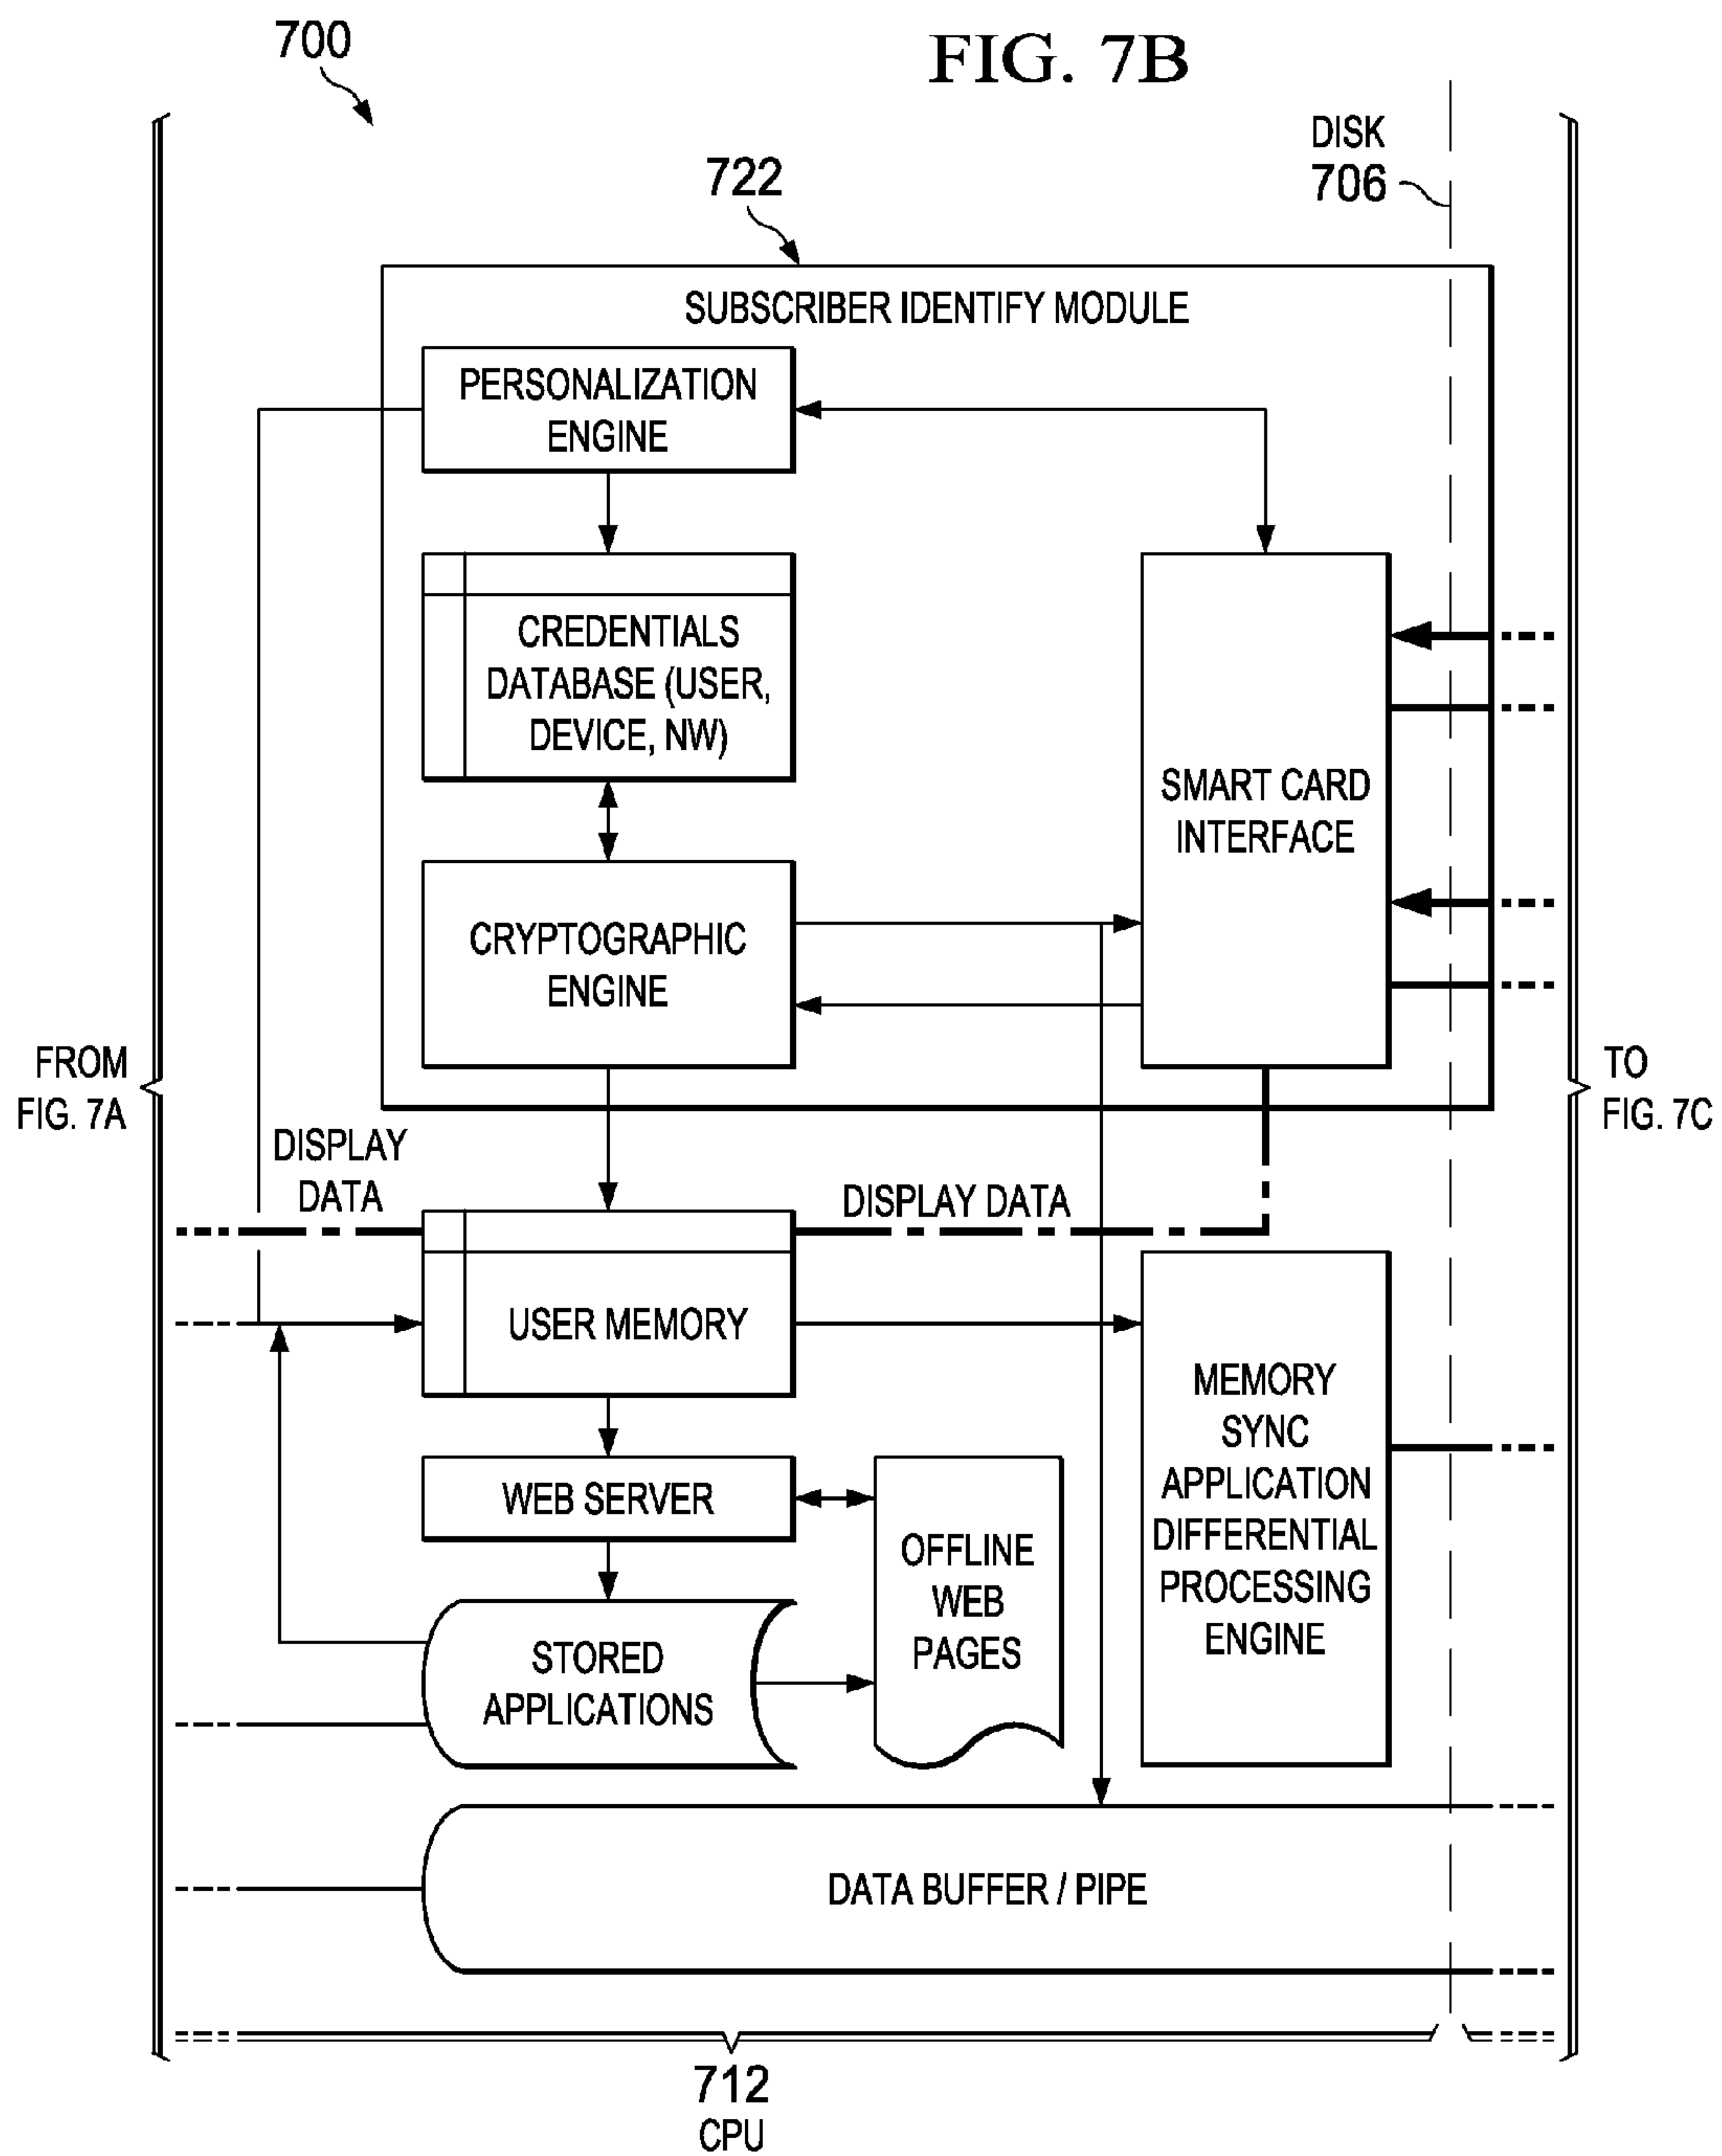 700
FIG. 7B
DISK
706
722
SUBSCRIBER IDENTIFY MODULE
PERSONALIZATION
ENGINE
CREDENTIALS
DATABASE (USER,
DEVICE, NW)
SMART CARD
INTERFACE
CRYPTOGRAPHIC
ENGINE
FROM
FIG. 7A
TO
FIG. 7C
DISPLAY
DATA
DISPLAY DATA
USER MEMORY
MEMORY
SYNC
APPLICATION
DIFFERENTIAL
PROCESSING
ENGINE
WEB SERVER
OFFLINE
WEB
PAGES
STORED
APPLICATIONS
DATA BUFFER / PIPE
712
CPU